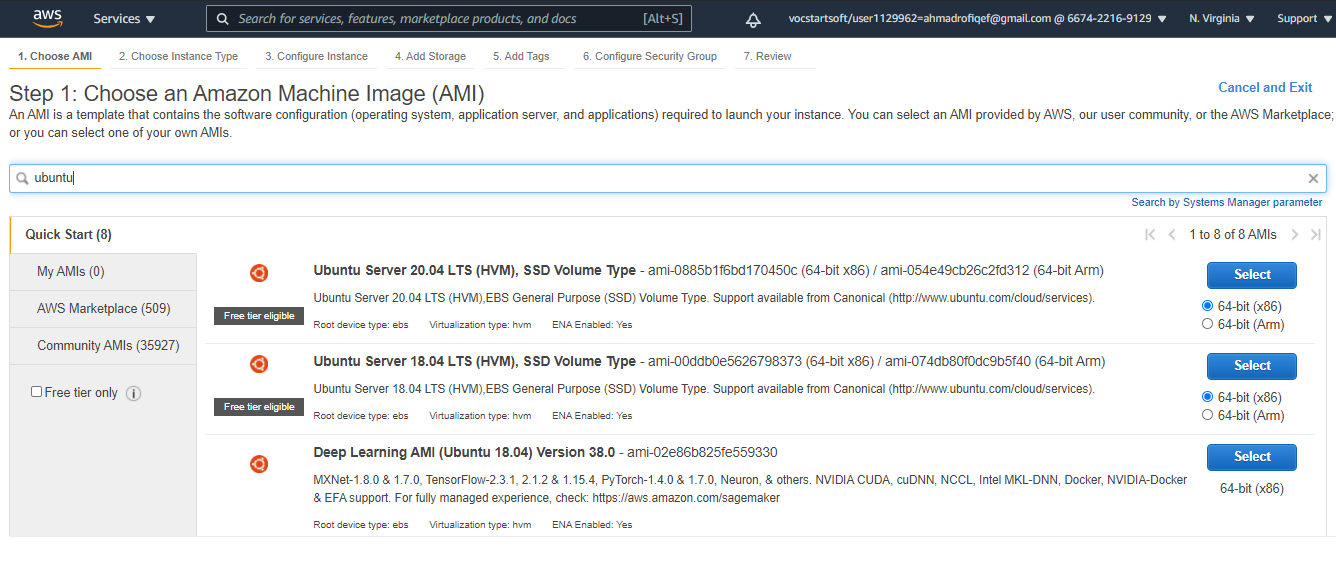 aws Services Search for services, features, marketplace products, and docs [Alt+S] vocstartsoft/user1129962=ahmadrofiqef@gmail.com @ 6674-2216-9129 N. Virginia Support
1. Choose AMI 2. Choose Instance Type 3. Configure Instance 4. Add Storage 5. Add Tags 6. Configure Security Group 7. Review
Step 1: Choose an Amazon Machine Image (AMI)
Cancel and Exit
An AMI is a template that contains the software configuration (operating system, application server, and applications) required to launch your instance. You can select an AMI provided by AWS, our user community, or the AWS Marketplace;
or you can select one of your own AMIs.
ubuntu
Search by Systems Manager parameter
Quick Start (8)
1 to 8 of 8 AMIs
My AMIs (0)
AWS Marketplace (509)
Community AMIs (35927)
Free tier only
Ubuntu Server 20.04 LTS (HVM), SSD Volume Type - ami-0885b1f6bd170450c (64-bit x86) / ami-054e49cb26c2fd312 (64-bit Arm)
Ubuntu Server 20.04 LTS (HVM),EBS General Purpose (SSD) Volume Type. Support available from Canonical (http://www.ubuntu.com/cloud/services).
Free tier eligible
Root device type: ebs Virtualization type: hvm ENA Enabled: Yes
Select
64-bit (x86)
64-bit (Arm)
Ubuntu Server 18.04 LTS (HVM), SSD Volume Type - ami-00ddb0e5626798373 (64-bit x86) / ami-074db80f0dc9b5f40 (64-bit Arm)
Ubuntu Server 18.04 LTS (HVM),EBS General Purpose (SSD) Volume Type. Support available from Canonical (http://www.ubuntu.com/cloud/services).
Free tier eligible
Root device type: ebs Virtualization type: hvm ENA Enabled: Yes
Select
64-bit (x86)
64-bit (Arm)
Deep Learning AMI (Ubuntu 18.04) Version 38.0 - ami-02e86b825fe559330
MXNet-1.8.0 & 1.7.0, TensorFlow-2.3.1, 2.1.2 & 1.15.4, PyTorch-1.4.0 & 1.7.0, Neuron, & others. NVIDIA CUDA, cuDNN, NCCL, Intel MKL-DNN, Docker, NVIDIA-Docker
& EFA support. For fully managed experience, check: https://aws.amazon.com/sagemaker
Root device type: ebs Virtualization type: hvm ENA Enabled: Yes
Select
64-bit (x86)